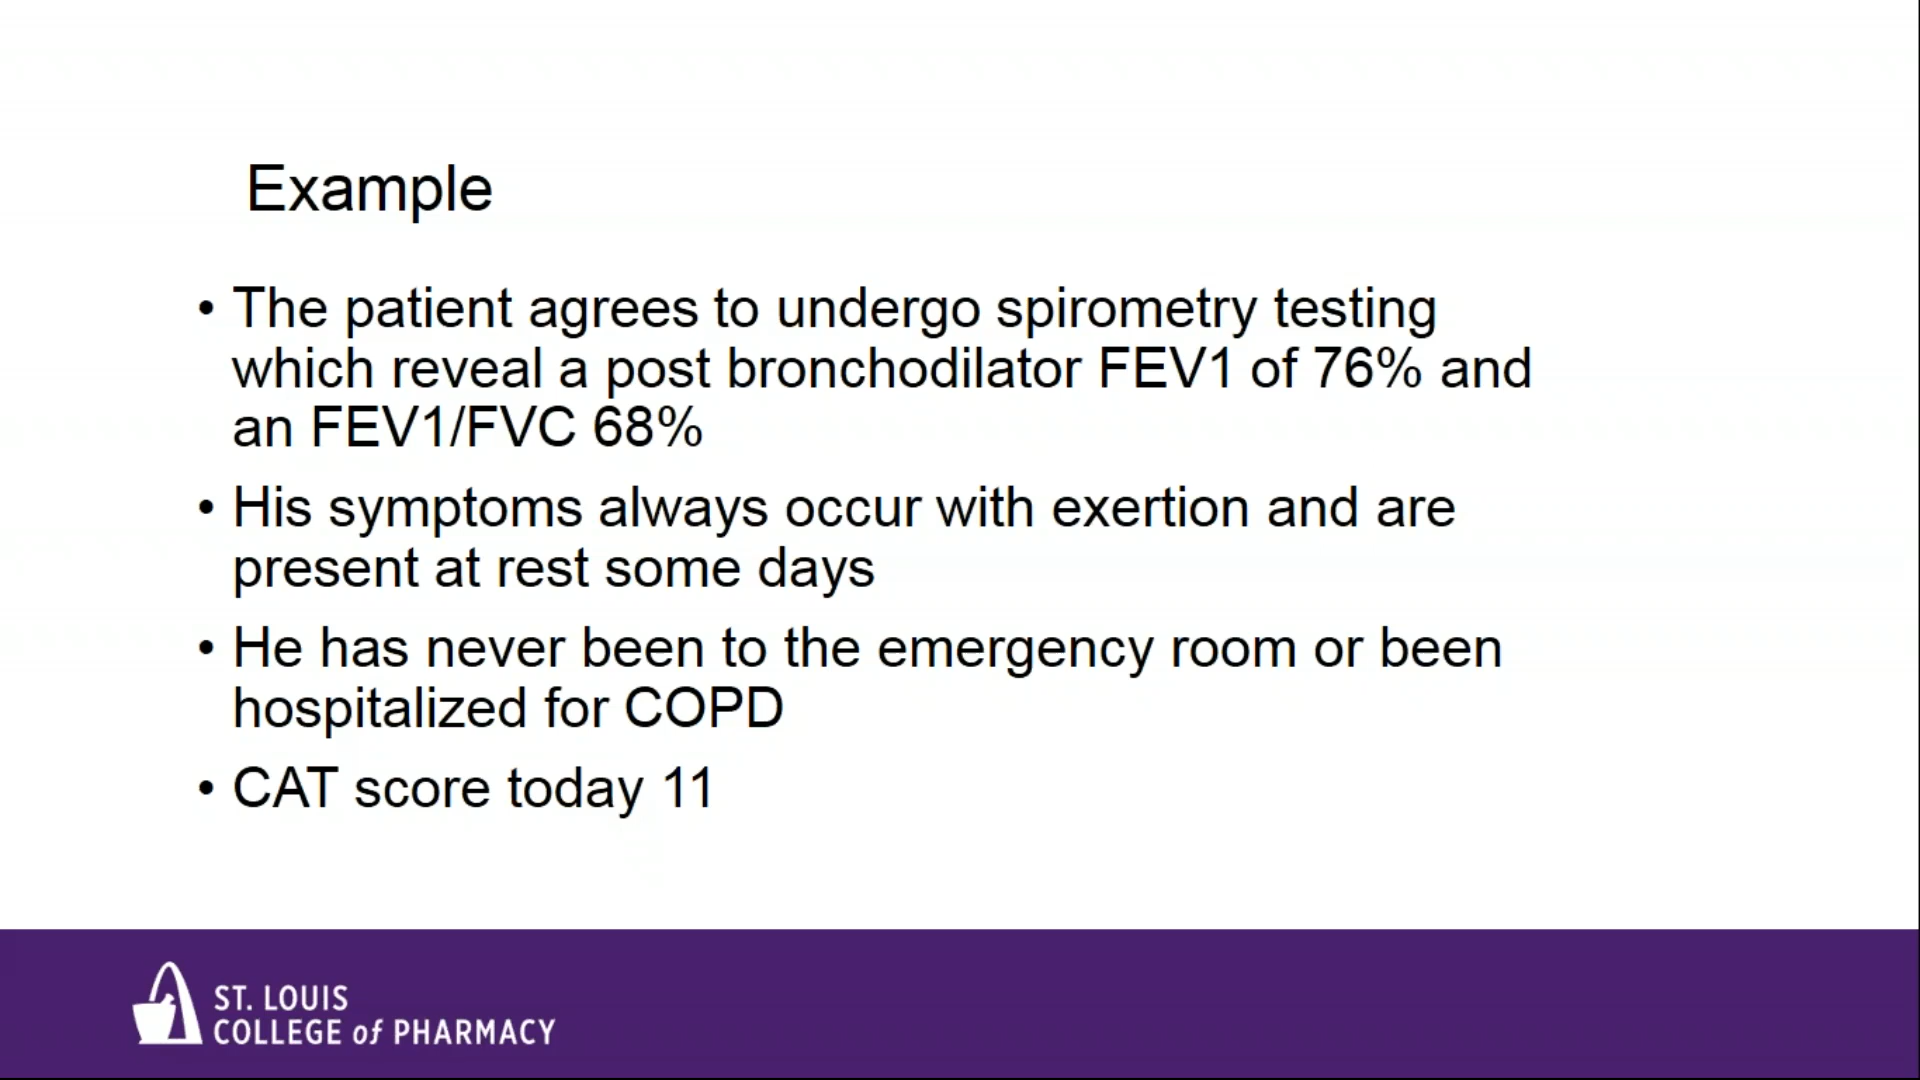 Example
• The patient agrees to undergo spirometry testing
which reveal a post bronchodilator FEV1 of 76% and
an FEV1/FVC 68%
• His symptoms always occur with exertion and are
present at rest some days
• He has never been to the emergency room or been
hospitalized for COPD
• CAT score today 11
ST. LOUIS
COLLEGE of PHARMACY